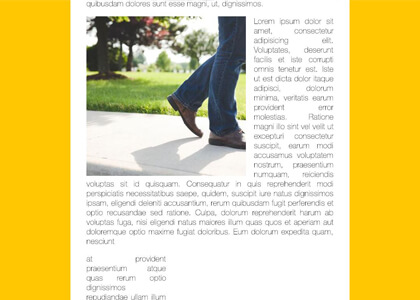 quibusdam dolores sunt esse magni, ut, dignissimos.
Lorem ipsum dolor sit
amet, consectetur
adipisicing elit.
Voluptates, deserunt
facilis et iste corrupti
omnis tenetur est. Iste
ut est dicta dolor itaque
adipisci, dolorum
minima, veritatis earum
provident error
molestias. Ratione
magni illo sint vel velit ut
excepturi consectetur
suscipit, earum modi
accusamus voluptatem
nostrum, praesentium
numquam, reiciendis
voluptas sit id quisquam. Consequatur in quis reprehenderit modi
perspiciatis necessitatibus saepe, quidem, suscipit iure natus dignissimos
ipsam, eligendi deleniti accusantium, rerum quibusdam fugit perferendis et
optio recusandae sed ratione. Culpa, dolorum reprehenderit harum ab
voluptas fuga, nisi eligendi natus maiores illum quas quos et aperiam aut
doloremque optio maxime fugiat doloribus. Eum dolorum expedita quam,
nesciunt
at provident
praesentium atque
quas rerum optio
dignissimos
repudiandae ullam illum